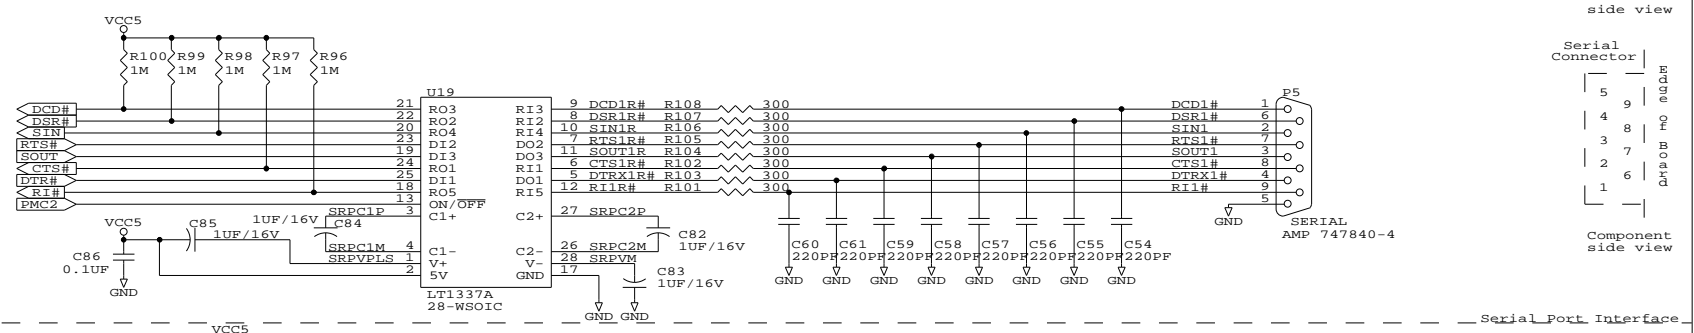 side view
VCC5
Serial
Connector
Edge of Board
R100 R99 R98 R97 R96
1M 1M 1M 1M 1M
5
9
4
8
3
7
2
6
1
U19
P5
DCD# 21 RO3 RI3 9 DCD1R# R108 300 DCD1# 1
DSR# 22 RO2 RI2 8 DSR1R# R107 300 DSR1# 6
SIN 20 RO4 RI4 10 SIN1R R106 300 SIN1 2
RTS# 23 DI2 DO2 7 RTS1R# R105 300 RTS1# 7
SOUT 19 DI3 DO3 11 SOUT1R R104 300 SOUT1 3
CTS# 24 RO1 RI1 6 CTS1R# R102 300 CTS1# 8
DTR# 25 DI1 DO1 5 DTRX1R# R103 300 DTRX1# 4
RI# 18 RO5 RI5 12 RI1R# R101 300 RI1# 9
PMC2 13 ON/OFF 5
GND
SERIAL
AMP 747840-4
VCC5 C85 1UF/16V SRPC1P 3 C1+ C2+ 27 SRPC2P
C84
1UF/16V
C82
1UF/16V
SRPC1M 4 C1- C2- 26 SRPC2M
SRPVPLS 1 V+ V- 28 SRPVM
2 5V GND 17
C86
0.1UF
GND
C83
1UF/16V
GND GND
LT1337A
28-WSOIC
C60 C61 C59 C58 C57 C56 C55 C54
220PF 220PF 220PF 220PF 220PF 220PF 220PF 220PF
GND GND GND GND GND GND GND GND
Component
side view
Serial Port Interface
VCC5